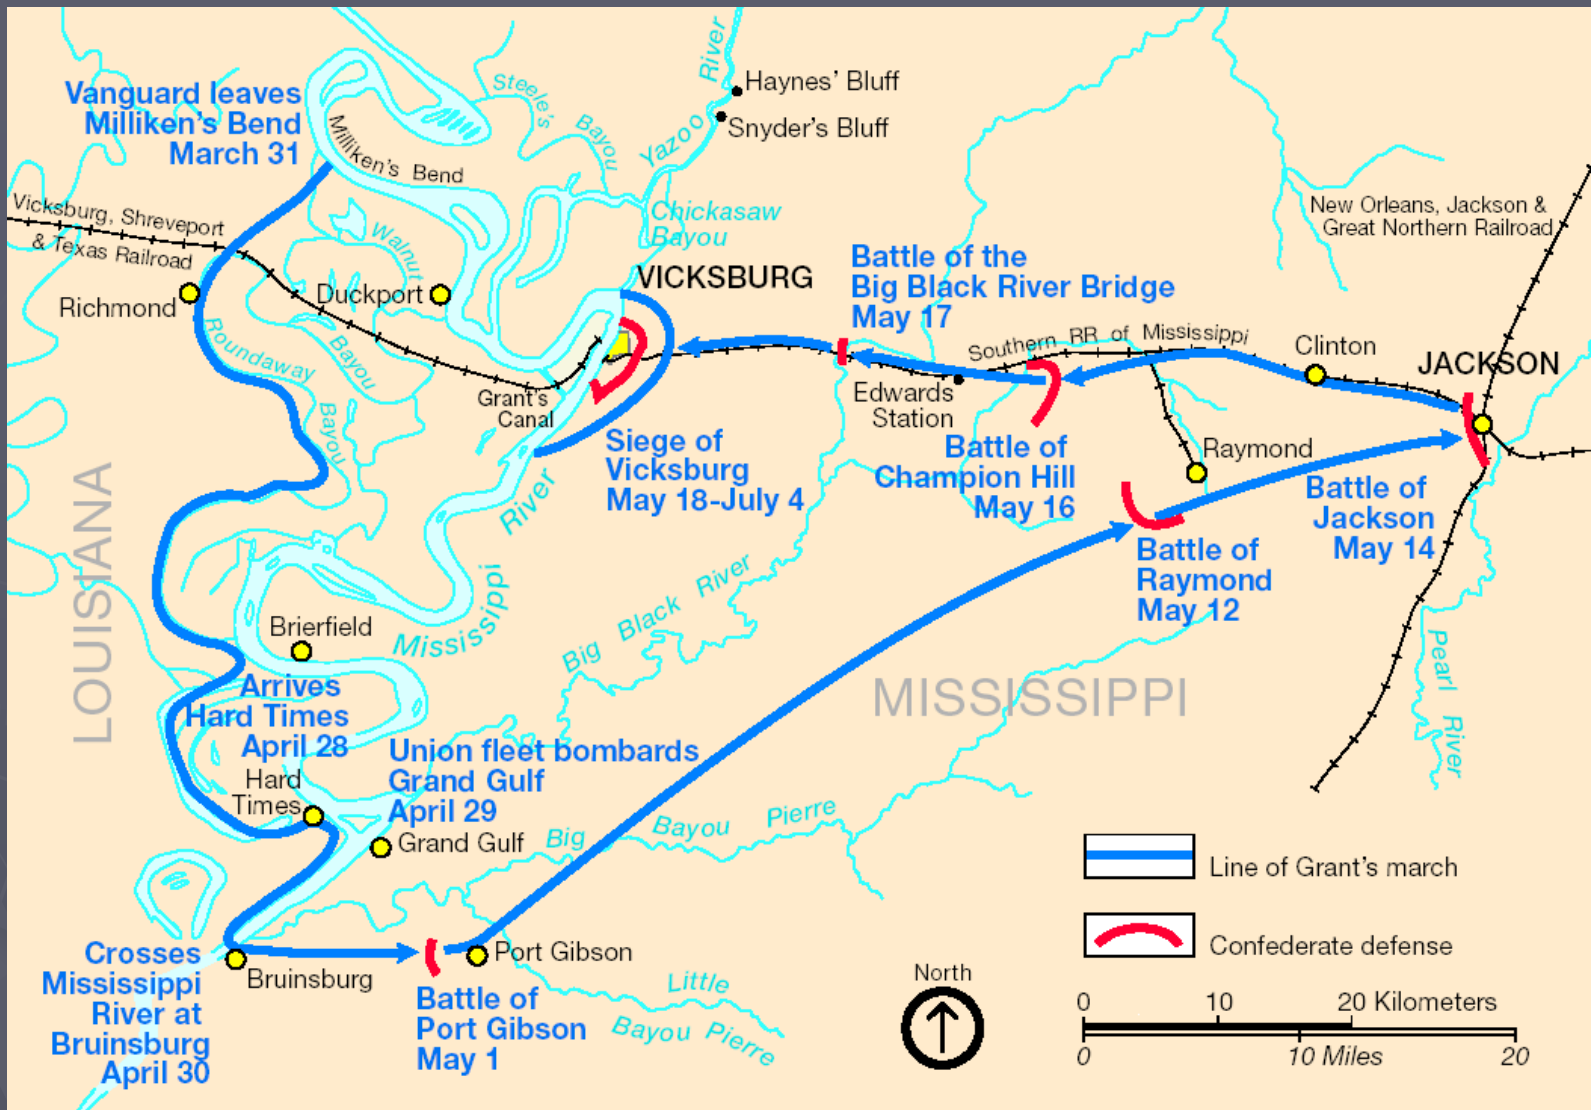 Vanguard leaves
Milliken's Bend
March 31
Milliken's Bend
Steele's
Bayou
Yazoo
River
Haynes' Bluff
Snyder's Bluff
Chickasaw
Bayou
Vicksburg, Shreveport
& Texas Railroad
Richmond
Walnut
Bayou
Duckport
Roundaway
Bayou
VICKSBURG
Grant's
Canal
Battle of the
Big Black River Bridge
May 17
Southern RR of Mississippi
New Orleans, Jackson &
Great Northern Railroad
Clinton
JACKSON
Edwards
Station
Siege of
Vicksburg
May 18-July 4
Battle of
Champion Hill
May 16
Raymond
Battle of
Raymond
May 12
Battle of
Jackson
May 14
LOUISIANA
Mississippi
River
Big Black River
MISSISSIPPI
Pearl River
Brierfield
Arrives
Hard Times
April 28
Hard
Times
Union fleet bombards
Grand Gulf
April 29
Grand Gulf
Big Bayou Pierre
Crosses
Mississippi
River at
Bruinsburg
April 30
Bruinsburg
Port Gibson
Battle of
Port Gibson
May 1
Little
Bayou Pierre
North
Line of Grant's march
Confederate defense
0 10 20 Kilometers
0 10 Miles 20